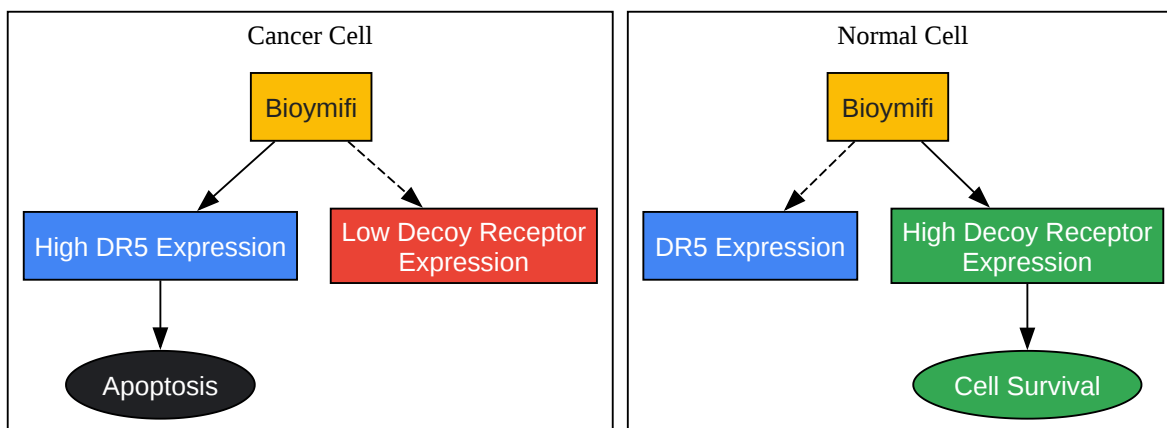 Cancer Cell
Bioymifi
High DR5 Expression
Low Decoy Receptor
Expression
Apoptosis
Normal Cell
Bioymifi
DR5 Expression
High Decoy Receptor
Expression
Cell Survival